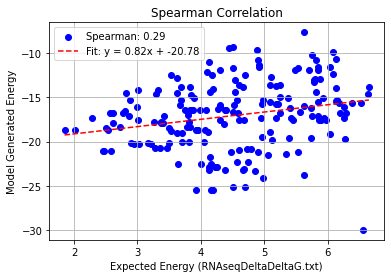 Spearman Correlation
Spearman: 0.29
Fit: y = 0.82x + -20.78
Model Generated Energy
−10
−15
−20
−25
−30
2
3
4
5
6
Expected Energy (RNAseqDeltaDeltaG.txt)